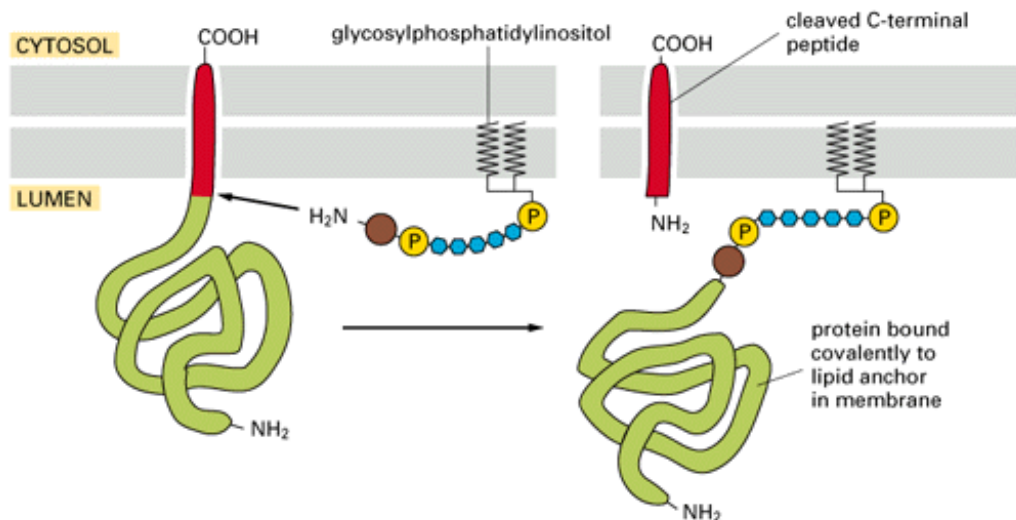 CYTOSOL
COOH
glycosylphosphatidylinositol
COOH
cleaved C-terminal
peptide
LUMEN
H₂N
P
P
NH₂
P
P
NH₂
protein bound
covalently to
lipid anchor
in membrane
NH₂